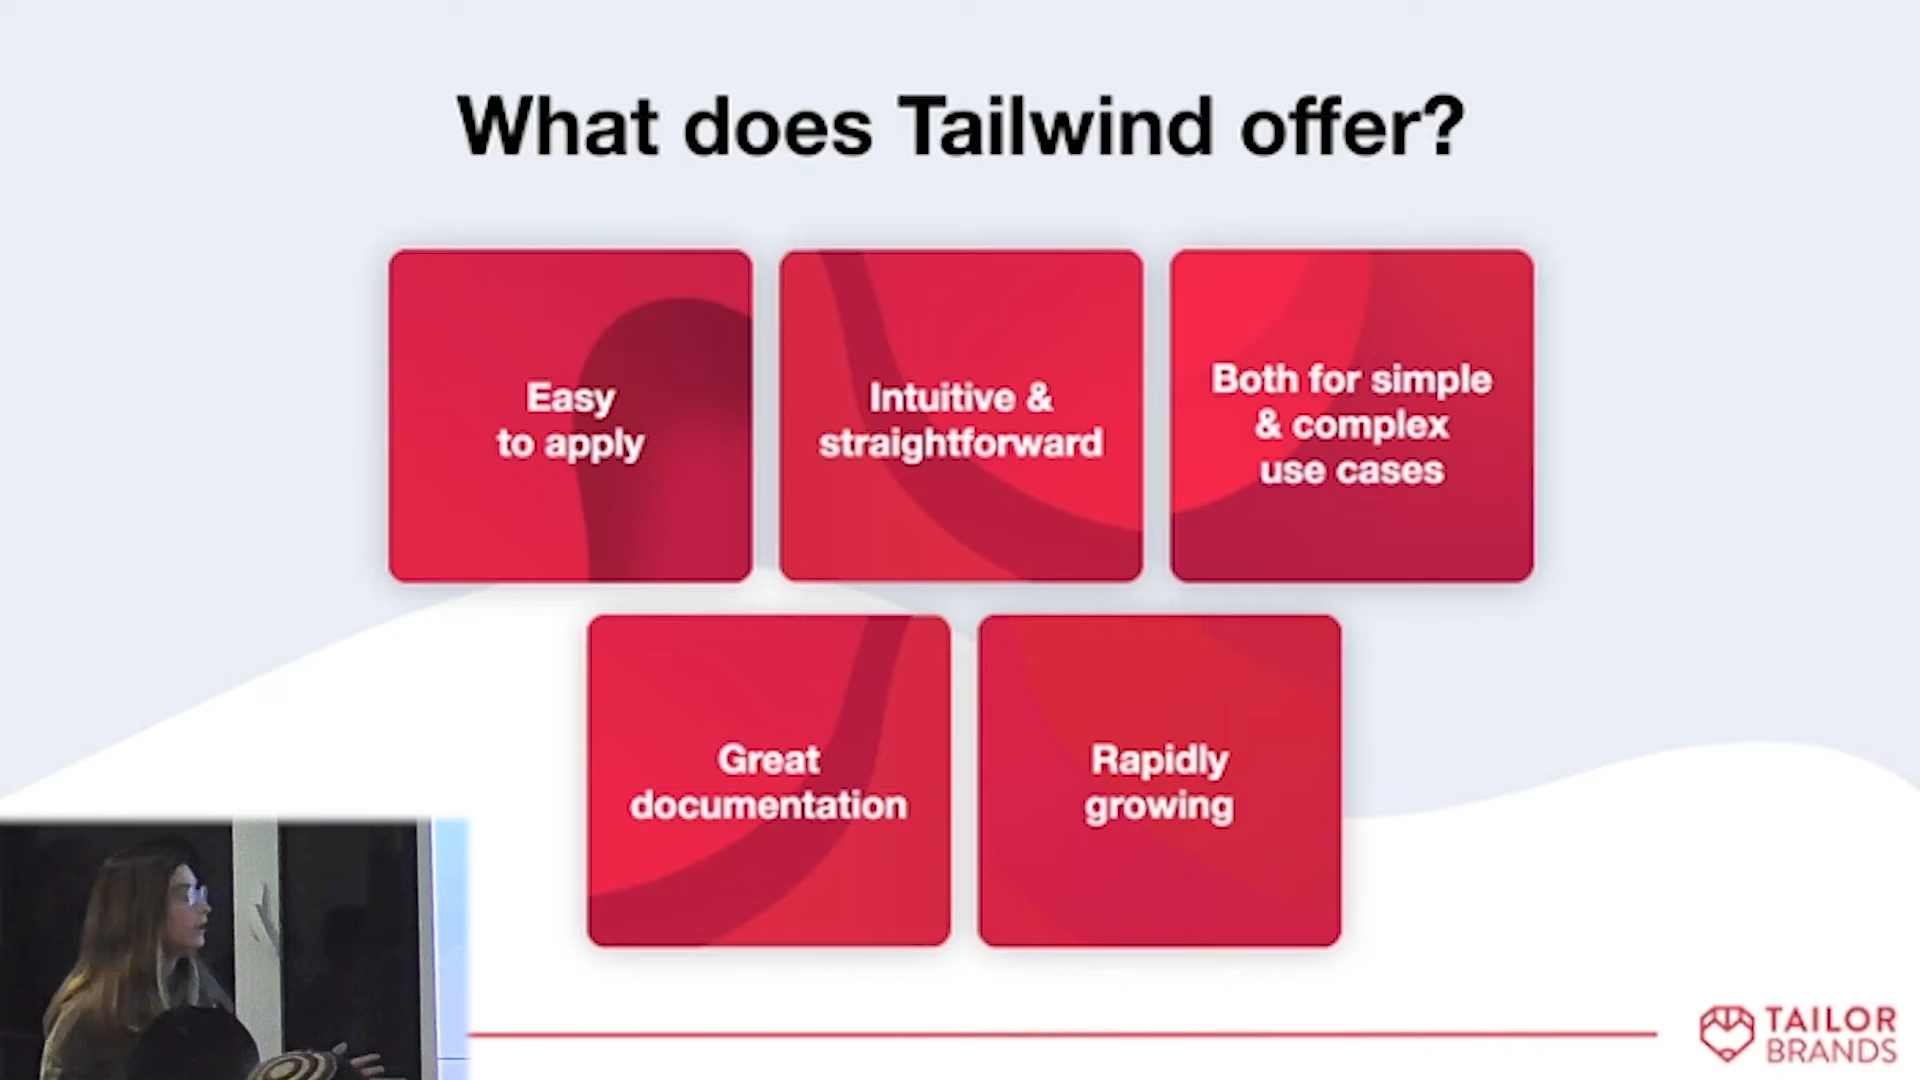 What does Tailwind offer?
Easy
to apply
Intuitive &
straightforward
Both for simple
& complex
use cases
Great
documentation
Rapidly
growing
TAILOR
BRANDS